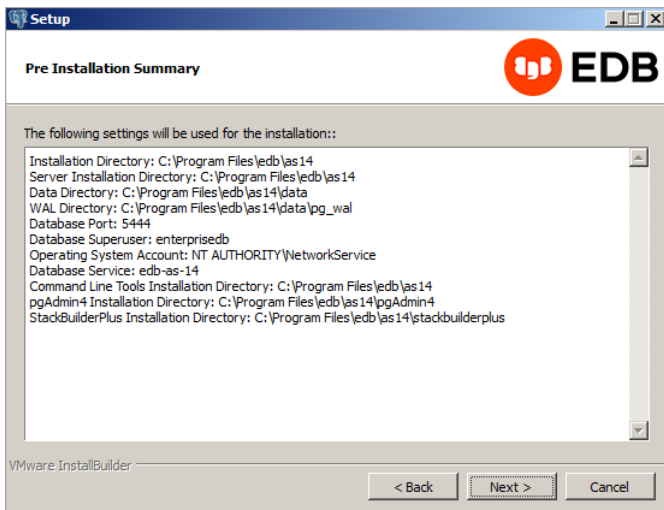 Setup
Pre Installation Summary
EDB
The following settings will be used for the installation::
Installation Directory: C:\Program Files\edb\as14
Server Installation Directory: C:\Program Files\edb\as14
Data Directory: C:\Program Files\edb\as14\data
WAL Directory: C:\Program Files\edb\as14\data\pg_wal
Database Port: 5444
Database Superuser: enterprisedb
Operating System Account: NT AUTHORITY\NetworkService
Database Service: edb-as-14
Command Line Tools Installation Directory: C:\Program Files\edb\as14
pgAdmin4 Installation Directory: C:\Program Files\edb\as14\pgAdmin4
StackBuilderPlus Installation Directory: C:\Program Files\edb\as14\stackbuilderplus
VMware InstallBuilder
< Back Next > Cancel